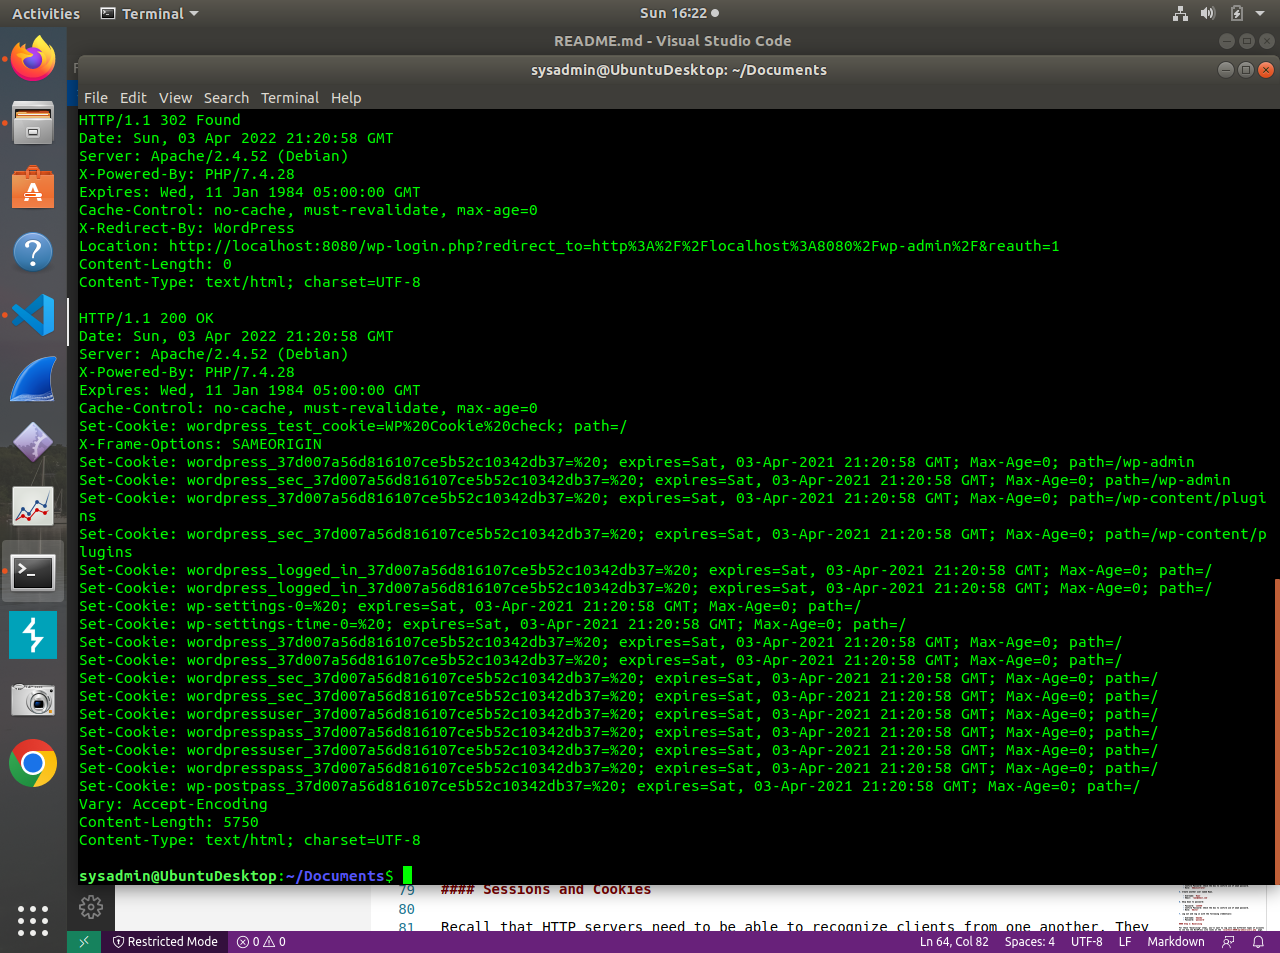 Activities
Terminal
Sun 16:22
README.md - Visual Studio Code
sysadmin@UbuntuDesktop: ~/Documents
File Edit View Search Terminal Help
HTTP/1.1 302 Found
Date: Sun, 03 Apr 2022 21:20:58 GMT
Server: Apache/2.4.52 (Debian)
X-Powered-By: PHP/7.4.28
Expires: Wed, 11 Jan 1984 05:00:00 GMT
Cache-Control: no-cache, must-revalidate, max-age=0
X-Redirect-By: WordPress
Location: http://localhost:8080/wp-login.php?redirect_to=http%3A%2F%2Flocalhost%3A8080%2Fwp-admin%2F&reauth=1
Content-Length: 0
Content-Type: text/html; charset=UTF-8
HTTP/1.1 200 OK
Date: Sun, 03 Apr 2022 21:20:58 GMT
Server: Apache/2.4.52 (Debian)
X-Powered-By: PHP/7.4.28
Expires: Wed, 11 Jan 1984 05:00:00 GMT
Cache-Control: no-cache, must-revalidate, max-age=0
Set-Cookie: wordpress_test_cookie=WP%20Cookie%20check; path=/
X-Frame-Options: SAMEORIGIN
Set-Cookie: wordpress_37d007a56d816107ce5b52c10342db37=%20; expires=Sat, 03-Apr-2021 21:20:58 GMT; Max-Age=0; path=/wp-admin
Set-Cookie: wordpress_sec_37d007a56d816107ce5b52c10342db37=%20; expires=Sat, 03-Apr-2021 21:20:58 GMT; Max-Age=0; path=/wp-admin
Set-Cookie: wordpress_37d007a56d816107ce5b52c10342db37=%20; expires=Sat, 03-Apr-2021 21:20:58 GMT; Max-Age=0; path=/wp-content/plugi
ns
Set-Cookie: wordpress_sec_37d007a56d816107ce5b52c10342db37=%20; expires=Sat, 03-Apr-2021 21:20:58 GMT; Max-Age=0; path=/wp-content/p
lugins
Set-Cookie: wordpress_logged_in_37d007a56d816107ce5b52c10342db37=%20; expires=Sat, 03-Apr-2021 21:20:58 GMT; Max-Age=0; path=/
Set-Cookie: wordpress_logged_in_37d007a56d816107ce5b52c10342db37=%20; expires=Sat, 03-Apr-2021 21:20:58 GMT; Max-Age=0; path=/
Set-Cookie: wp-settings-0=%20; expires=Sat, 03-Apr-2021 21:20:58 GMT; Max-Age=0; path=/
Set-Cookie: wp-settings-time-0=%20; expires=Sat, 03-Apr-2021 21:20:58 GMT; Max-Age=0; path=/
Set-Cookie: wordpress_37d007a56d816107ce5b52c10342db37=%20; expires=Sat, 03-Apr-2021 21:20:58 GMT; Max-Age=0; path=/
Set-Cookie: wordpress_37d007a56d816107ce5b52c10342db37=%20; expires=Sat, 03-Apr-2021 21:20:58 GMT; Max-Age=0; path=/
Set-Cookie: wordpress_sec_37d007a56d816107ce5b52c10342db37=%20; expires=Sat, 03-Apr-2021 21:20:58 GMT; Max-Age=0; path=/
Set-Cookie: wordpress_sec_37d007a56d816107ce5b52c10342db37=%20; expires=Sat, 03-Apr-2021 21:20:58 GMT; Max-Age=0; path=/
Set-Cookie: wordpressuser_37d007a56d816107ce5b52c10342db37=%20; expires=Sat, 03-Apr-2021 21:20:58 GMT; Max-Age=0; path=/
Set-Cookie: wordpresspass_37d007a56d816107ce5b52c10342db37=%20; expires=Sat, 03-Apr-2021 21:20:58 GMT; Max-Age=0; path=/
Set-Cookie: wordpressuser_37d007a56d816107ce5b52c10342db37=%20; expires=Sat, 03-Apr-2021 21:20:58 GMT; Max-Age=0; path=/
Set-Cookie: wordpresspass_37d007a56d816107ce5b52c10342db37=%20; expires=Sat, 03-Apr-2021 21:20:58 GMT; Max-Age=0; path=/
Set-Cookie: wp-postpass_37d007a56d816107ce5b52c10342db37=%20; expires=Sat, 03-Apr-2021 21:20:58 GMT; Max-Age=0; path=/
Vary: Accept-Encoding
Content-Length: 5750
Content-Type: text/html; charset=UTF-8
sysadmin@UbuntuDesktop:~/Documents$
79 #### Sessions and Cookies
80
81 Recall that HTTP servers need to be able to recognize clients from one another. They
Restricted Mode 0 0 Ln 64, Col 82 Spaces: 4 UTF-8 LF Markdown